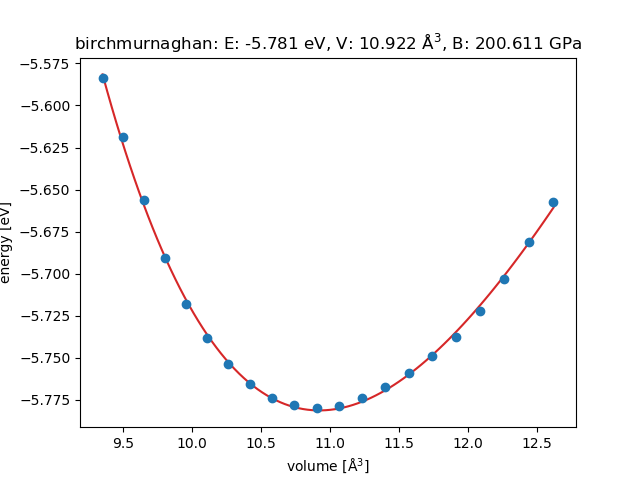 birchmurnaghan: E: -5.781 eV, V: 10.922 Å³, B: 200.611 GPa
−5.575
−5.600
−5.625
−5.650
−5.675
−5.700
−5.725
−5.750
−5.775
energy [eV]
9.5 10.0 10.5 11.0 11.5 12.0 12.5
volume [Å³]